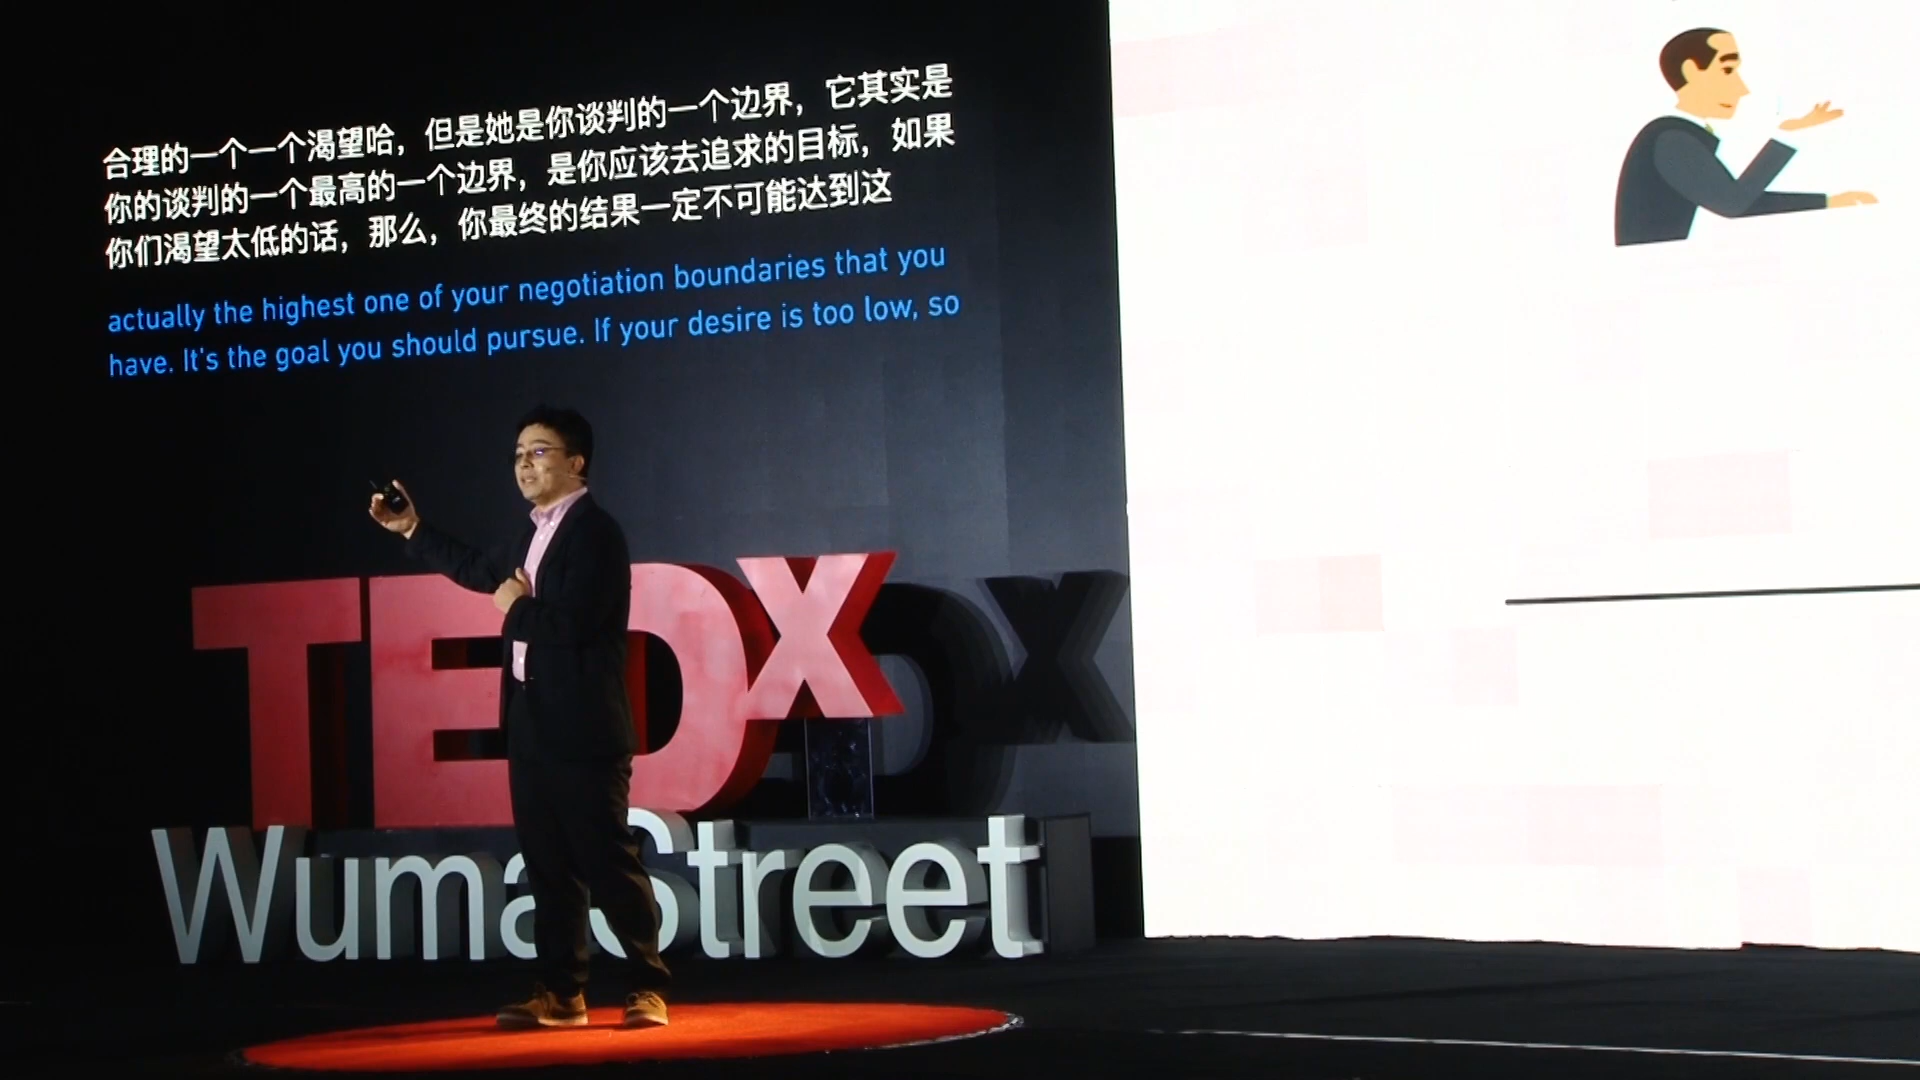 合理的一个一个渴望哈，但是她是你谈判的一个边界，它其实是
你的谈判的一个最高的一个边界，是你应该去追求的目标，如果
你们渴望太低的话，那么，你最终的结果一定不可能达到这
actually the highest one of your negotiation boundaries that you
have. It's the goal you should pursue. If your desire is too low, so
TEDx
WumaStreet